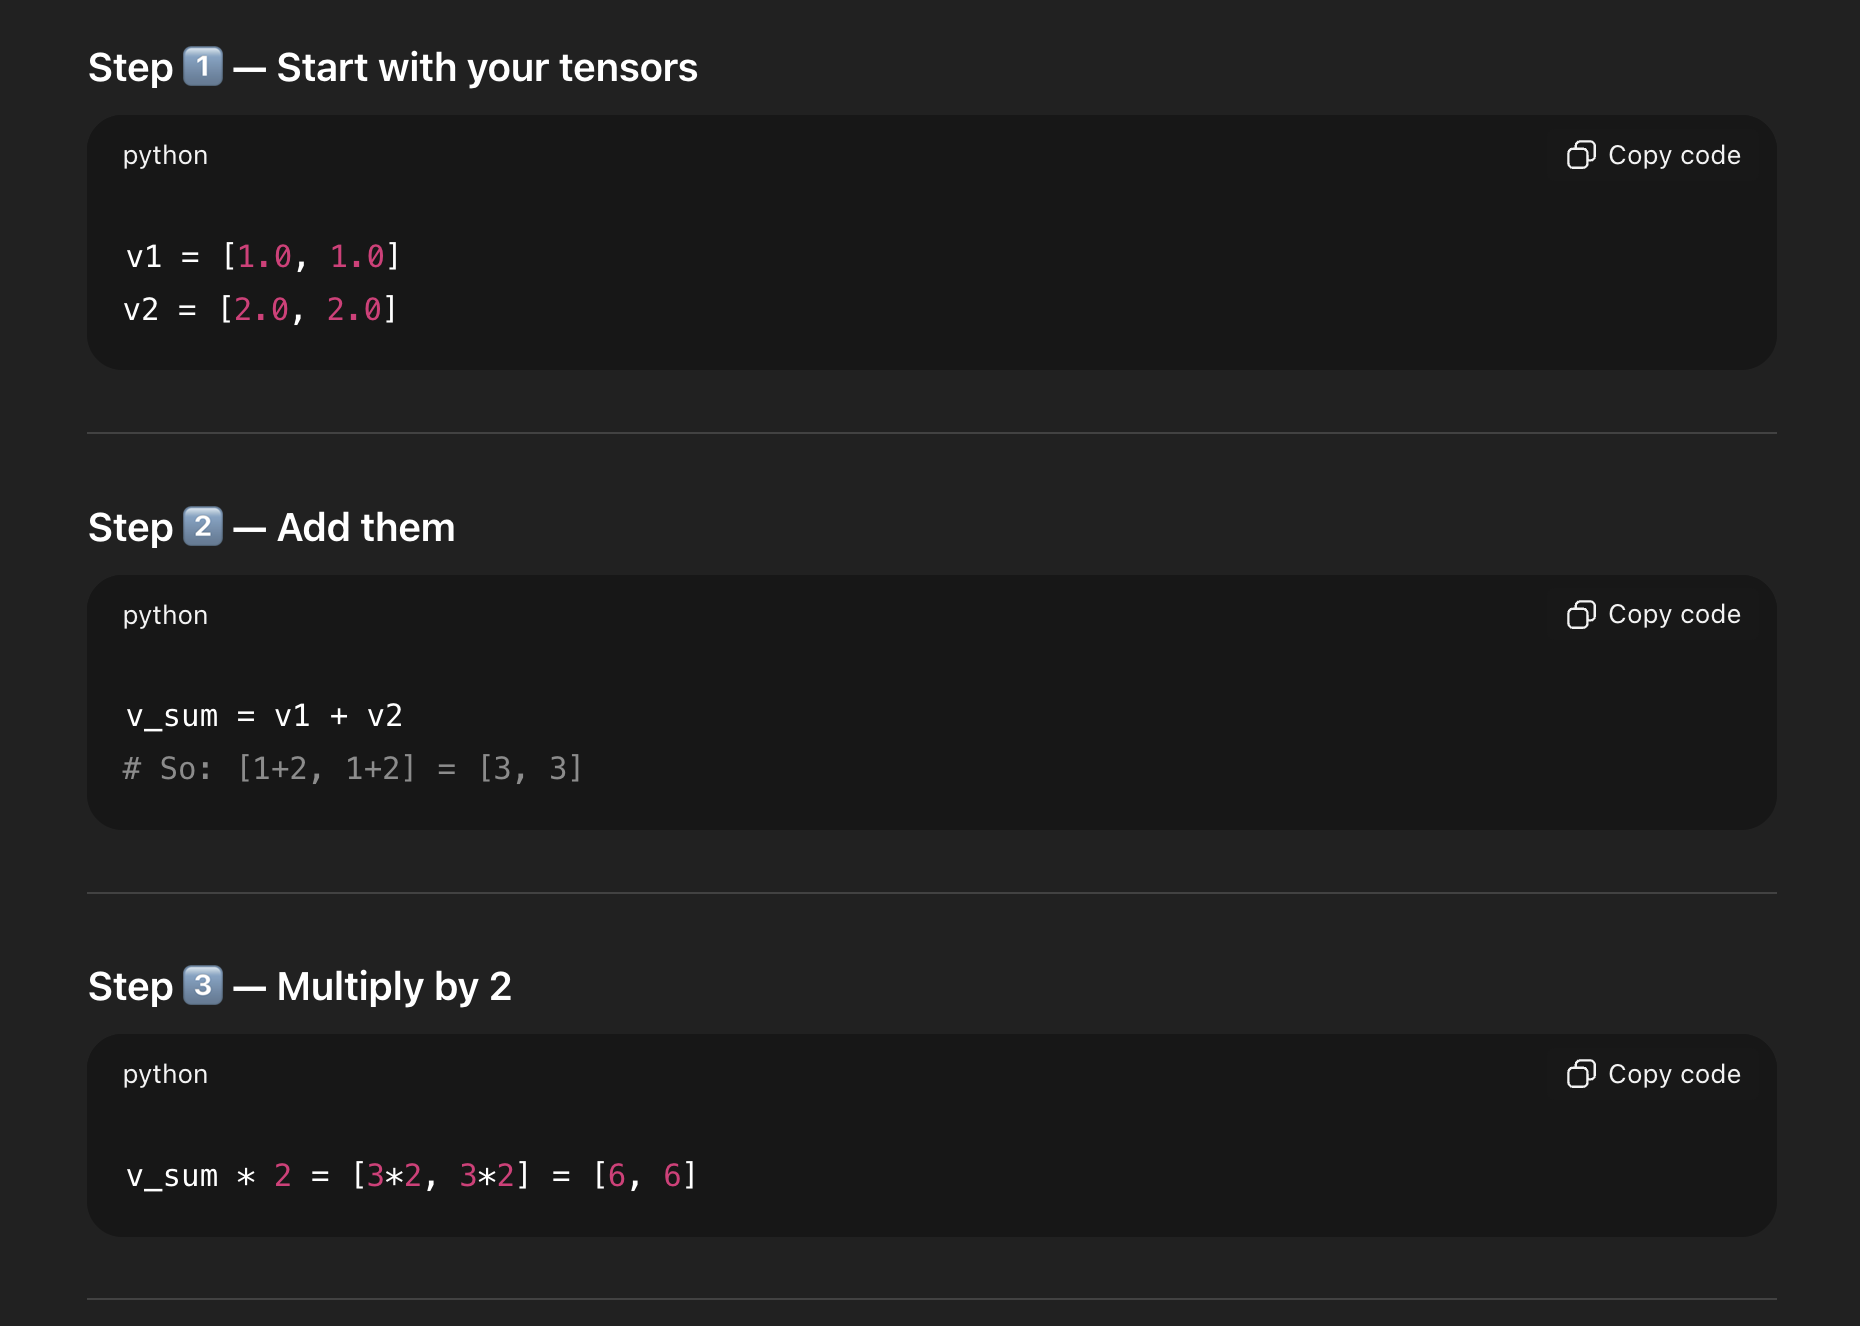 Step 1️⃣ — Start with your tensors
python
Copy code
v1 = [1.0, 1.0]
v2 = [2.0, 2.0]
Step 2️⃣ — Add them
python
Copy code
v_sum = v1 + v2
# So: [1+2, 1+2] = [3, 3]
Step 3️⃣ — Multiply by 2
python
Copy code
v_sum * 2 = [3*2, 3*2] = [6, 6]